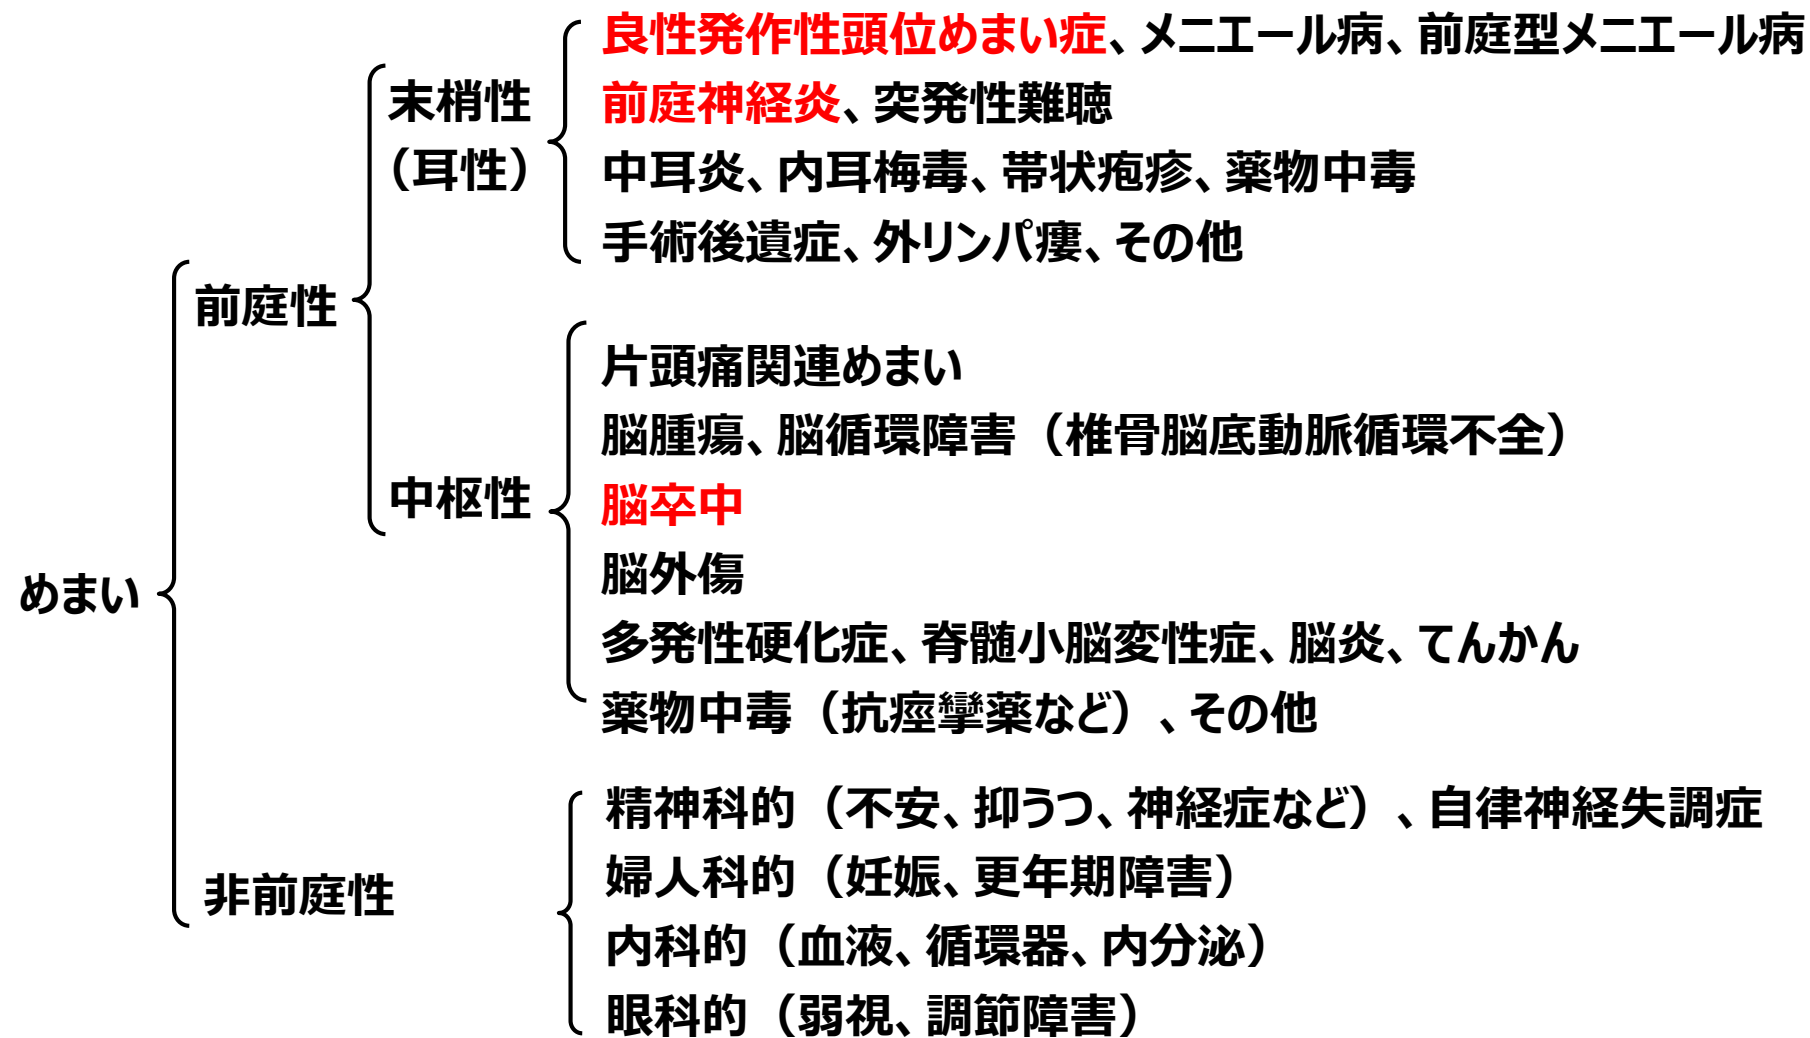 めまい
前庭性
末梢性
（耳性）
良性発作性頭位めまい症、メニエール病、前庭型メニエール病
前庭神経炎、突発性難聴
中耳炎、内耳梅毒、帯状疱疹、薬物中毒
手術後遺症、外リンパ瘻、その他
中枢性
片頭痛関連めまい
脳腫瘍、脳循環障害（椎骨脳底動脈循環不全）
脳卒中
脳外傷
多発性硬化症、脊髄小脳変性症、脳炎、てんかん
薬物中毒（抗痙攣薬など）、その他
非前庭性
精神科的（不安、抑うつ、神経症など）、自律神経失調症
婦人科的（妊娠、更年期障害）
内科的（血液、循環器、内分泌）
眼科的（弱視、調節障害）